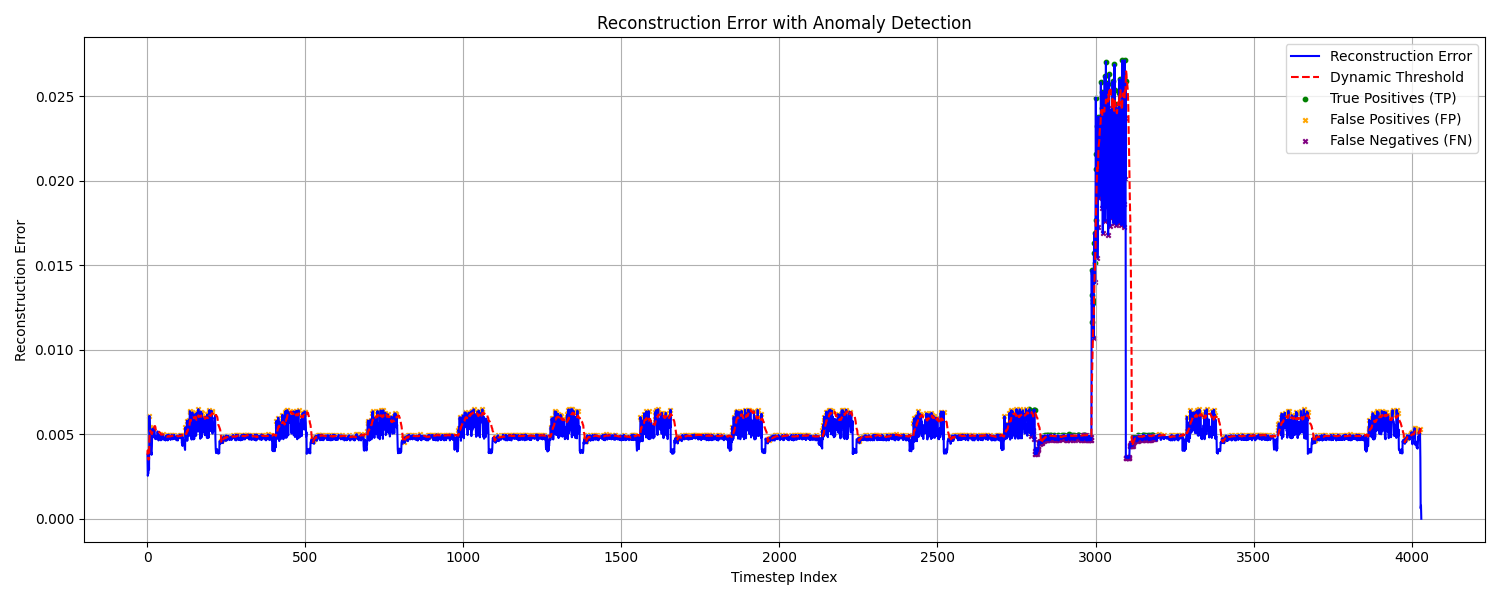 Reconstruction Error with Anomaly Detection
Reconstruction Error
Dynamic Threshold
True Positives (TP)
False Positives (FP)
False Negatives (FN)
Reconstruction Error
0.025
0.020
0.015
0.010
0.005
0.000
0 500 1000 1500 2000 2500 3000 3500 4000
Timestep Index